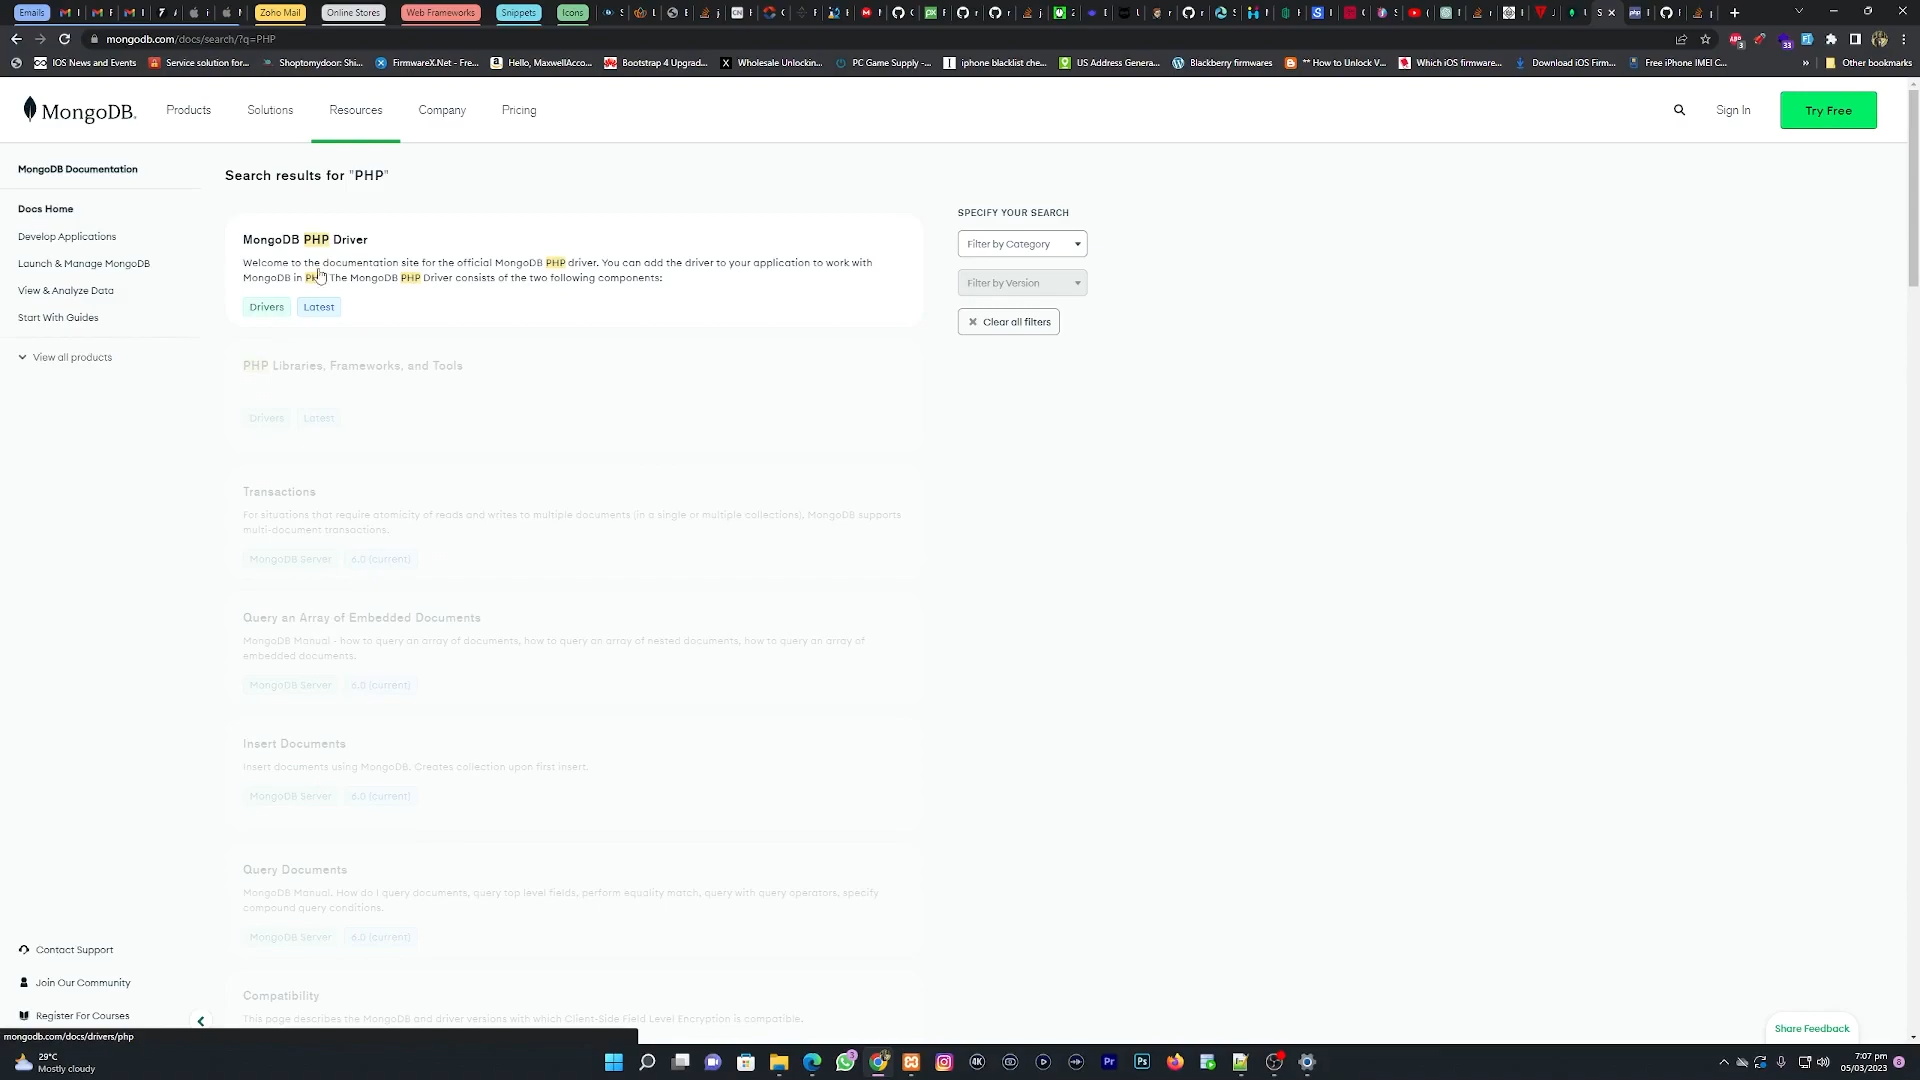 Emails
Zoho Mail
Online Stores
Web Frameworks
Snippets
Icons
mongodb.com/docs/search/?q=PHP
IOS News and Events
Service solution for...
Shoptomydoor: Shi...
FirmwareX.Net - Fre...
Hello, MaxwellAcco...
Bootstrap 4 Upgrad...
Wholesale Unlockin...
PC Game Supply -...
iphone blacklist che...
US Address Genera...
Blackberry firmwares
** How to Unlock V...
Which iOS firmware...
Download iOS Firm...
Free iPhone IMEI C...
Other bookmarks
MongoDB.
Products
Solutions
Resources
Company
Pricing
Sign In
Try Free
MongoDB Documentation
Docs Home
Develop Applications
Launch & Manage MongoDB
View & Analyze Data
Start With Guides
View all products
Search results for "PHP"
MongoDB PHP Driver
Welcome to the documentation site for the official MongoDB PHP driver. You can add the driver to your application to work with
MongoDB in The MongoDB PHP Driver consists of the two following components:
Drivers
Latest
PHP Libraries, Frameworks, and Tools
Drivers
Latest
Transactions
For situations that require atomicity of reads and writes to multiple documents (in a single or multiple collections), MongoDB supports
multi-document transactions.
MongoDB Server
6.0 (current)
Query an Array of Embedded Documents
MongoDB Manual - how to query an array of documents, how to query an array of nested documents, how to query an array of
embedded documents.
MongoDB Server
6.0 (current)
Insert Documents
Insert documents using MongoDB. Creates collection upon first insert.
MongoDB Server
6.0 (current)
Query Documents
MongoDB Manual. How do I query documents, query top level fields, perform equality match, query with query operators, specify
compound query conditions.
MongoDB Server
6.0 (current)
Compatibility
This page describes the MongoDB and driver versions with which Client-Side Field Level Encryption is compatible.
SPECIFY YOUR SEARCH
Filter by Category
Filter by Version
Clear all filters
Contact Support
Join Our Community
Register For Courses
Share Feedback
mongodb.com/docs/drivers/php
29°C
Mostly cloudy
7:07 pm
05/03/2023